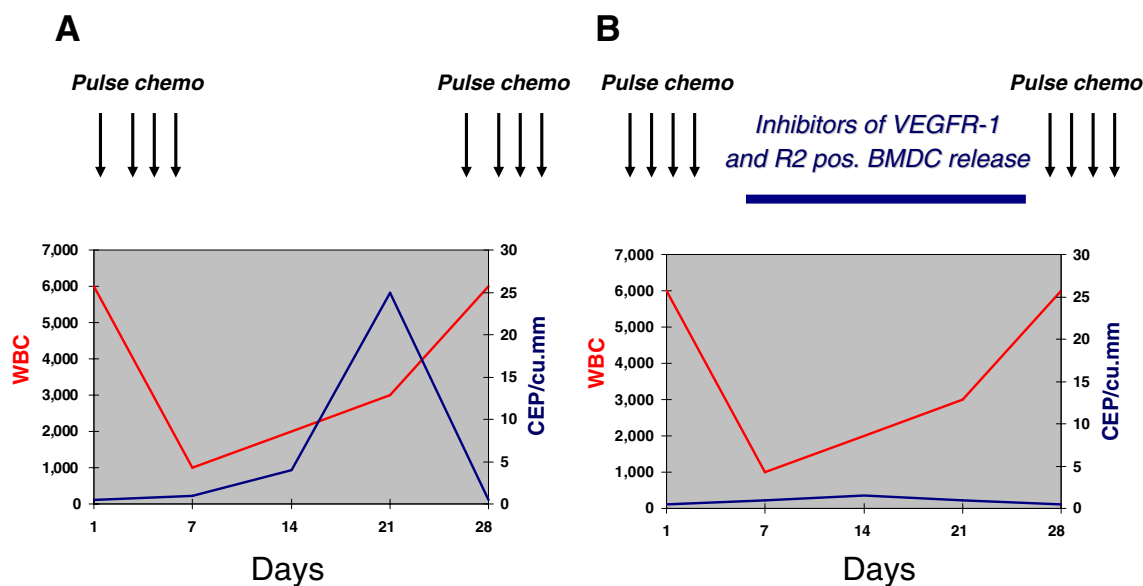 A
Pulse chemo
Pulse chemo
7,000
6,000
5,000
4,000
3,000
2,000
1,000
0
WBC
30
25
20
15
10
5
0
CEP/cu.mm
1 7 14 21 28
Days
B
Pulse chemo
Pulse chemo
Inhibitors of VEGFR-1
and R2 pos. BMDC release
7,000
6,000
5,000
4,000
3,000
2,000
1,000
0
WBC
30
25
20
15
10
5
0
CEP/cu.mm
1 7 14 21 28
Days